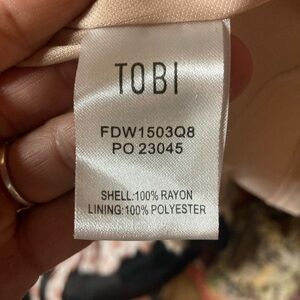 TOBI
FDW1503Q8
PO 23045
SHELL:100% RAYON
LINING:100% POLYESTER